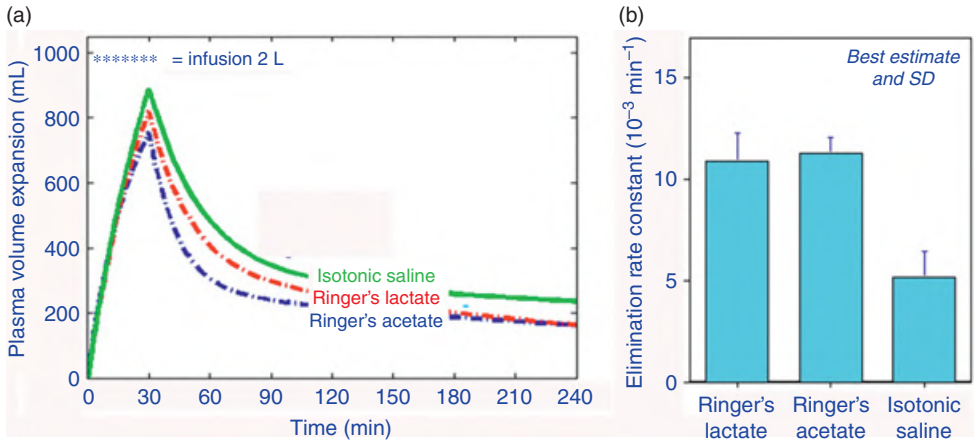 (a)
Plasma volume expansion (mL)
1000
800
600
400
200
0
******* = infusion 2 L
Isotonic saline
Ringer's lactate
Ringer's acetate
0 30 60 90 120 150 180 210 240
Time (min)
(b)
Elimination rate constant (10⁻³ min⁻¹)
15
10
5
0
Best estimate
and SD
Ringer's
lactate
Ringer's
acetate
Isotonic
saline